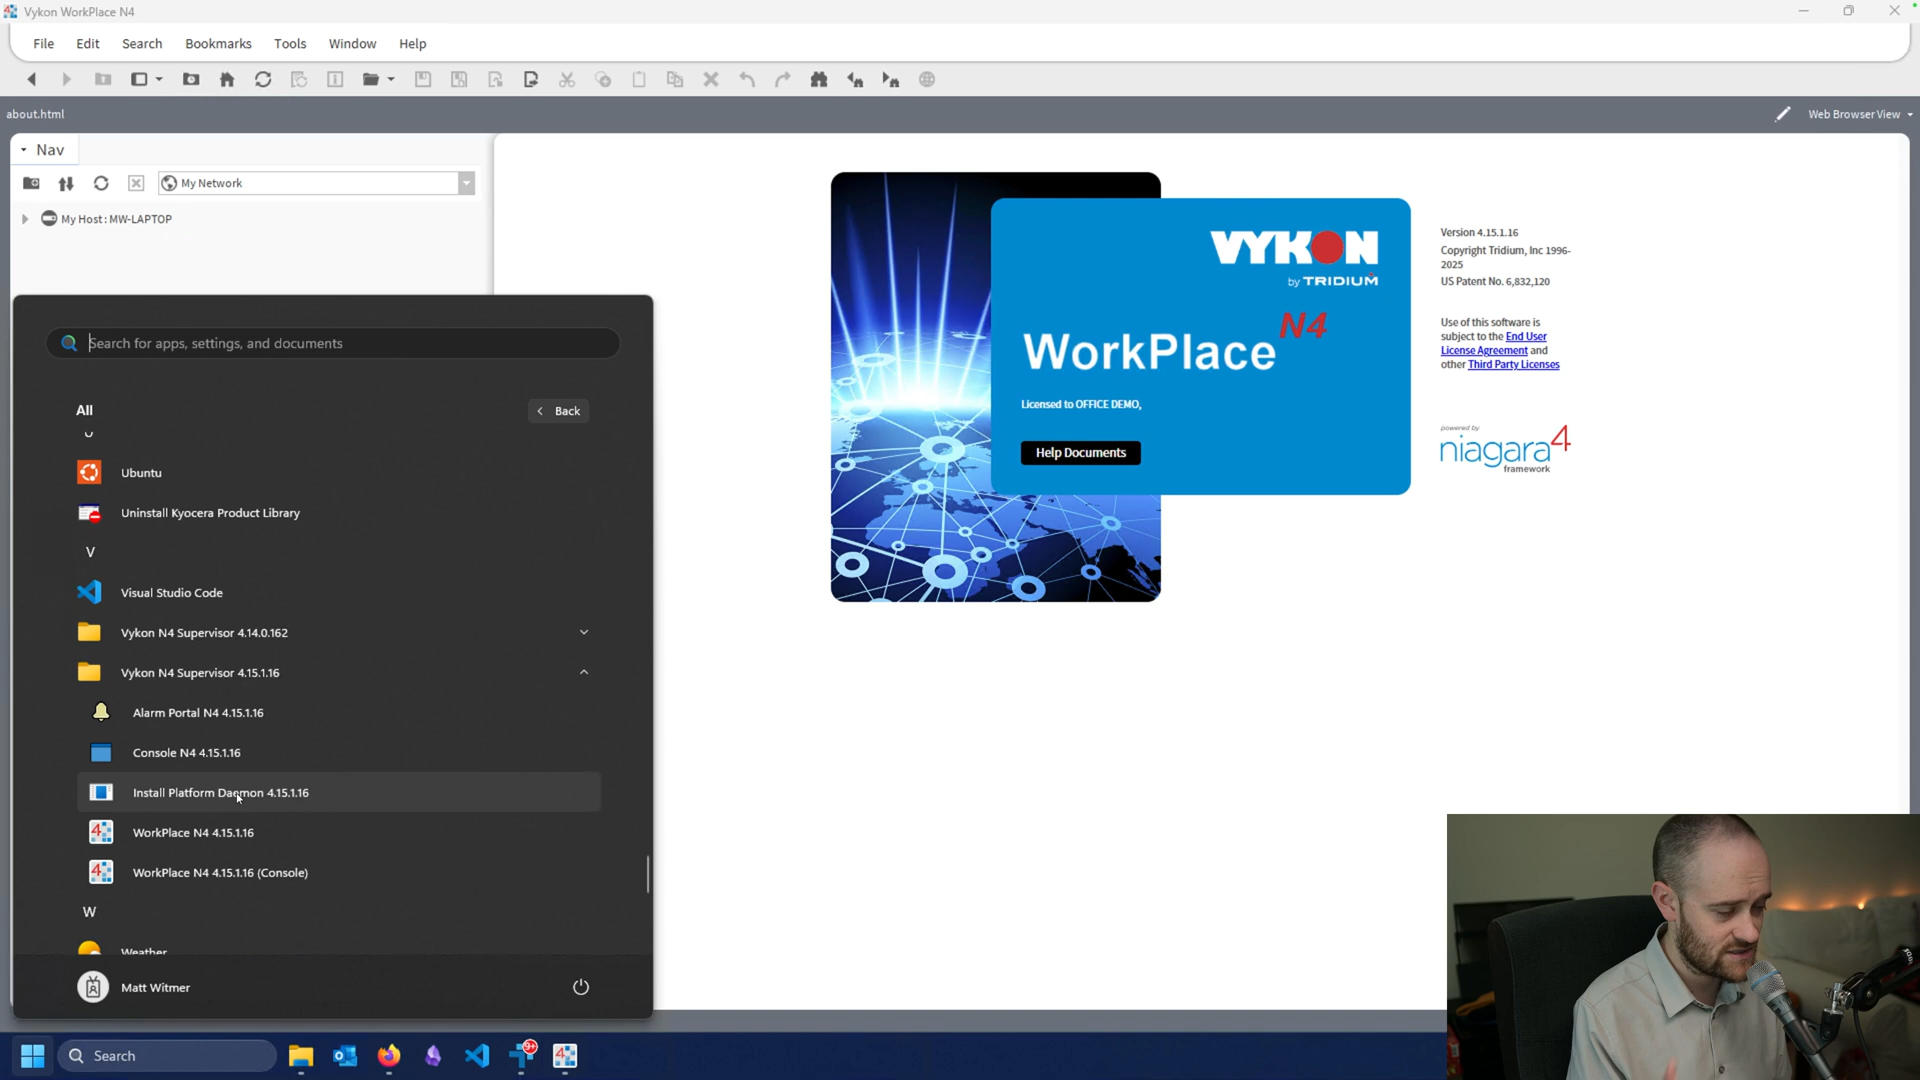 Vykon WorkPlace N4
File Edit Search Bookmarks Tools Window Help
about.html
Web Browser View
Nav
My Network
My Host : MW-LAPTOP
VYKON
by TRIDIUM
WorkPlace N4
Licensed to OFFICE DEMO,
Help Documents
Version 4.15.1.16
Copyright Tridium, Inc 1996-
2025
US Patent No. 6,832,120
Use of this software is
subject to the End User
License Agreement and
other Third Party Licenses
powered by
niagara4
framework
Search for apps, settings, and documents
All
Back
U
Ubuntu
Uninstall Kyocera Product Library
V
Visual Studio Code
Vykon N4 Supervisor 4.14.0.162
Vykon N4 Supervisor 4.15.1.16
Alarm Portal N4 4.15.1.16
Console N4 4.15.1.16
Install Platform Daemon 4.15.1.16
WorkPlace N4 4.15.1.16
WorkPlace N4 4.15.1.16 (Console)
W
Weather
Matt Witmer
Search
9+